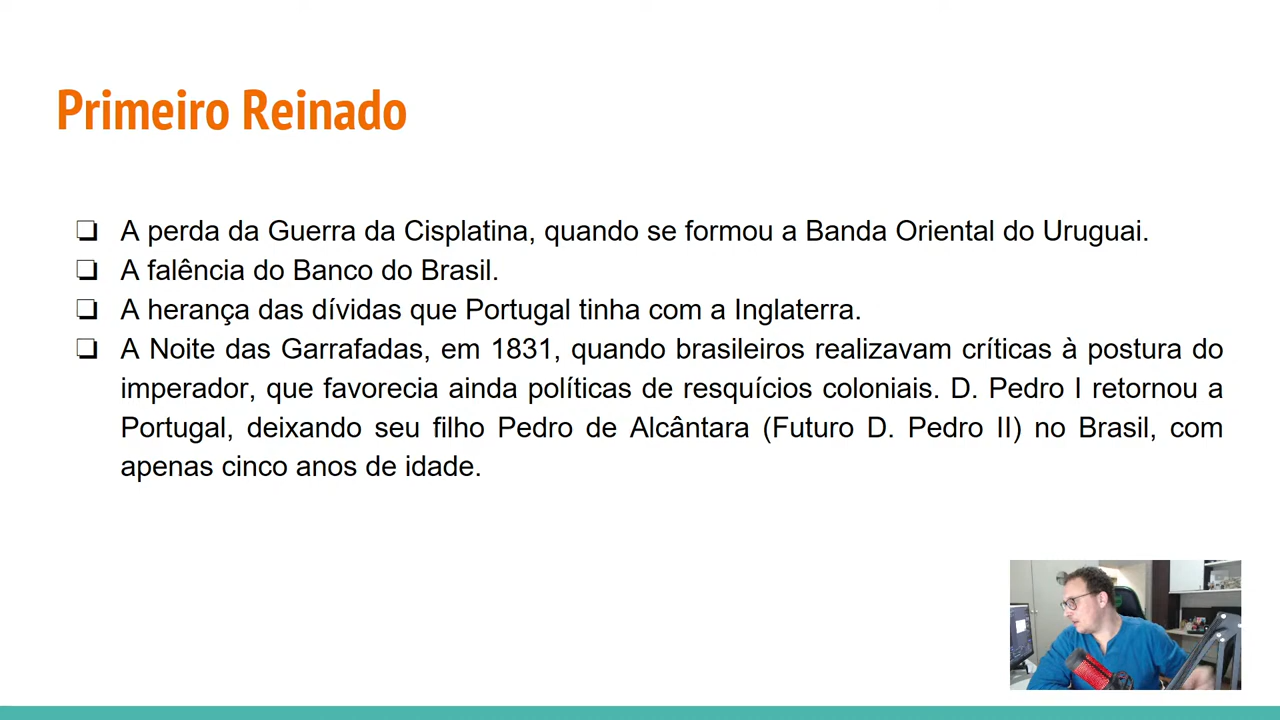 Primeiro Reinado
❏ A perda da Guerra da Cisplatina, quando se formou a Banda Oriental do Uruguai.
❏ A falência do Banco do Brasil.
❏ A herança das dívidas que Portugal tinha com a Inglaterra.
❏ A Noite das Garrafadas, em 1831, quando brasileiros realizavam críticas à postura do
imperador, que favorecia ainda políticas de resquícios coloniais. D. Pedro I retornou a
Portugal, deixando seu filho Pedro de Alcântara (Futuro D. Pedro II) no Brasil, com
apenas cinco anos de idade.